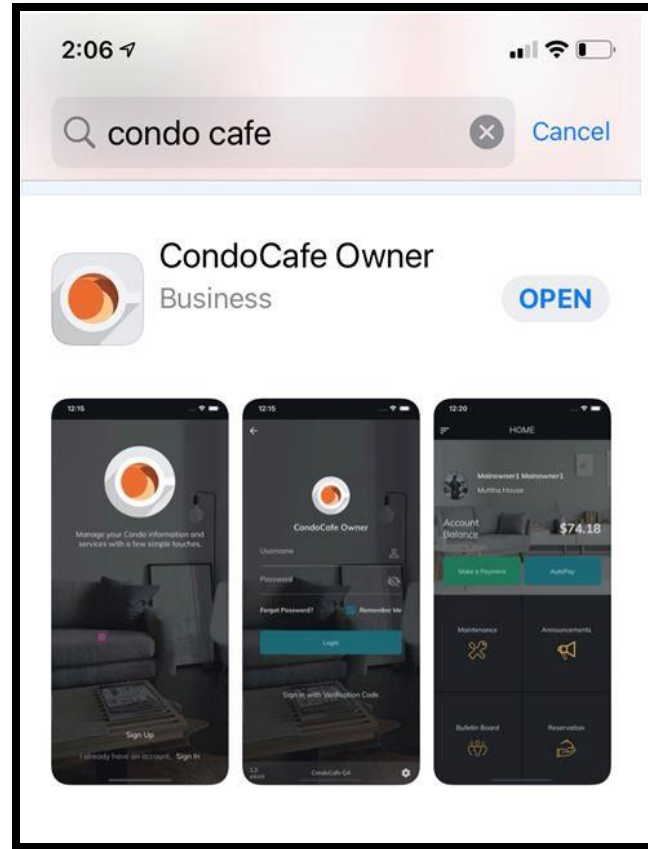 2:06
condo cafe
Cancel
CondoCafe Owner
Business
OPEN
12:15
Manage your Condo information and
services with a few simple touches.
Sign Up
I already have an account, Sign In
12:15
CondoCafe Owner
Username
Password
Forgot Password?
Remember Me
Login
Sign in with Verification Code
CondoCafe QA
12:20
HOME
Mainowner1 Mainowner1
Account
Balance
$74.18
Make a Payment
AutoPay
Maintenance
Announcements
Bulletin Board
Reservation